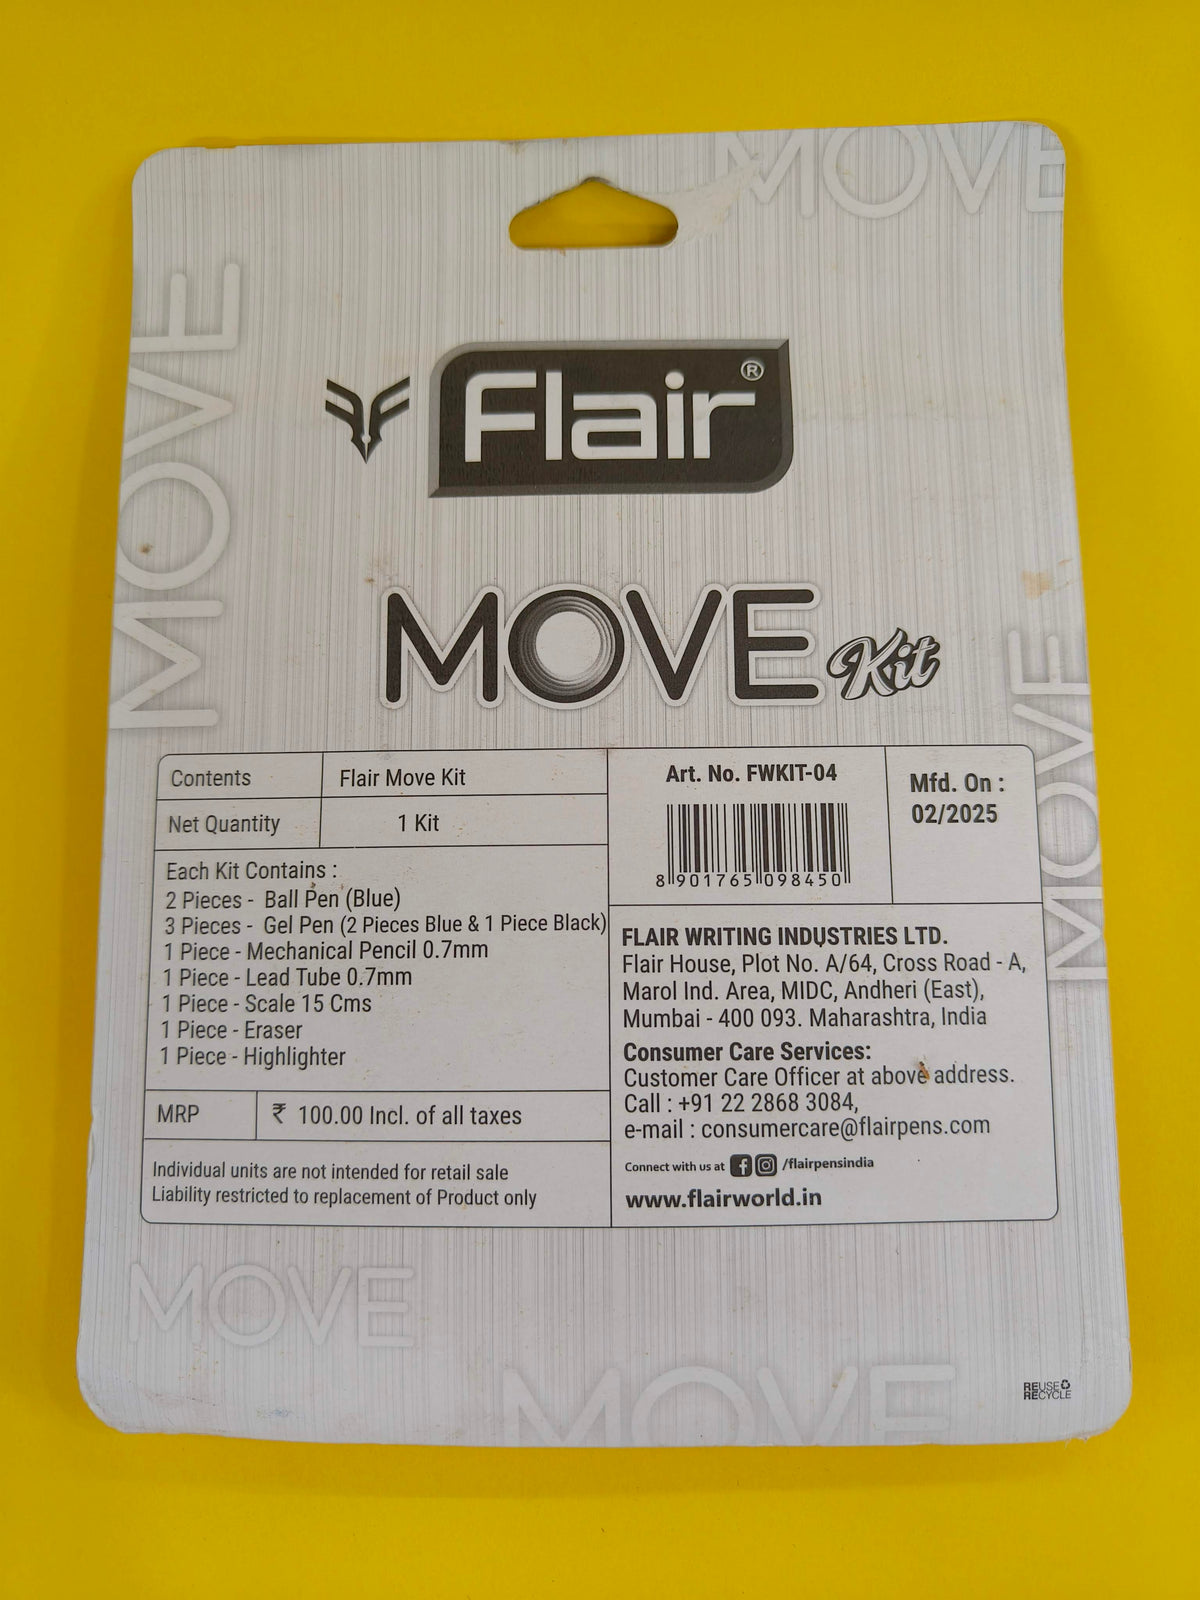 MOVE
MOVE
Flair®
MOVE Kit
MOVE
Contents
Flair Move Kit
Net Quantity
1 Kit
Each Kit Contains :
2 Pieces - Ball Pen (Blue)
3 Pieces - Gel Pen (2 Pieces Blue & 1 Piece Black)
1 Piece - Mechanical Pencil 0.7mm
1 Piece - Lead Tube 0.7mm
1 Piece - Scale 15 Cms
1 Piece - Eraser
1 Piece - Highlighter
MRP
₹ 100.00 Incl. of all taxes
Individual units are not intended for retail sale
Liability restricted to replacement of Product only
Art. No. FWKIT-04
8 901765 098450
Mfd. On :
02/2025
FLAIR WRITING INDUSTRIES LTD.
Flair House, Plot No. A/64, Cross Road - A,
Marol Ind. Area, MIDC, Andheri (East),
Mumbai - 400 093. Maharashtra, India
Consumer Care Services:
Customer Care Officer at above address.
Call : +91 22 2868 3084,
e-mail : consumercare@flairpens.com
Connect with us at /flairpensindia
www.flairworld.in
MOVE
MOVE
REUSE
RECYCLE